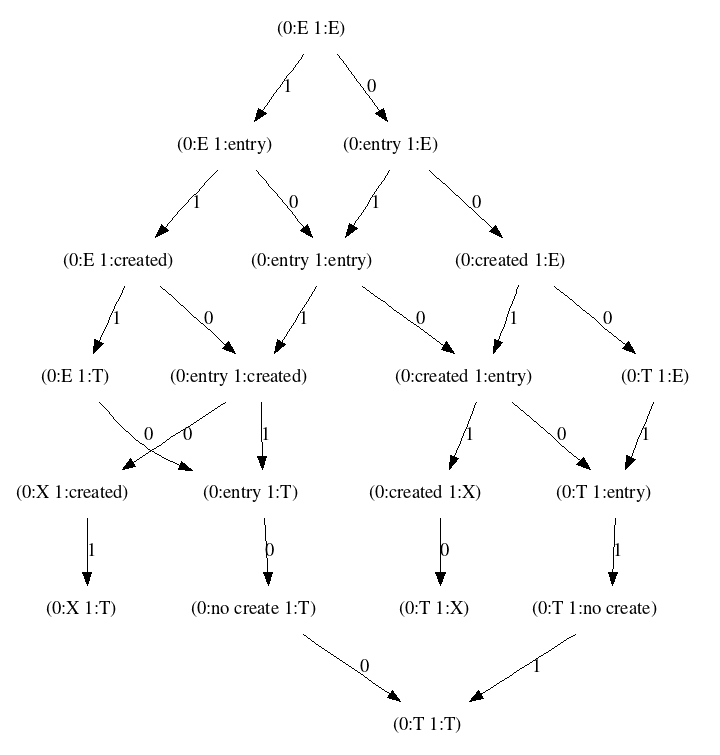 (0:E 1:E)
1 0
(0:E 1:entry) (0:entry 1:E)
1 0 1 0
(0:E 1:created) (0:entry 1:entry) (0:created 1:E)
1 0 1 0 1 0
(0:E 1:T) (0:entry 1:created) (0:created 1:entry) (0:T 1:E)
0 0 1 1 0 1
(0:X 1:created) (0:entry 1:T) (0:created 1:X) (0:T 1:entry)
1 0 0 1
(0:X 1:T) (0:no create 1:T) (0:T 1:X) (0:T 1:no create)
0 1
(0:T 1:T)